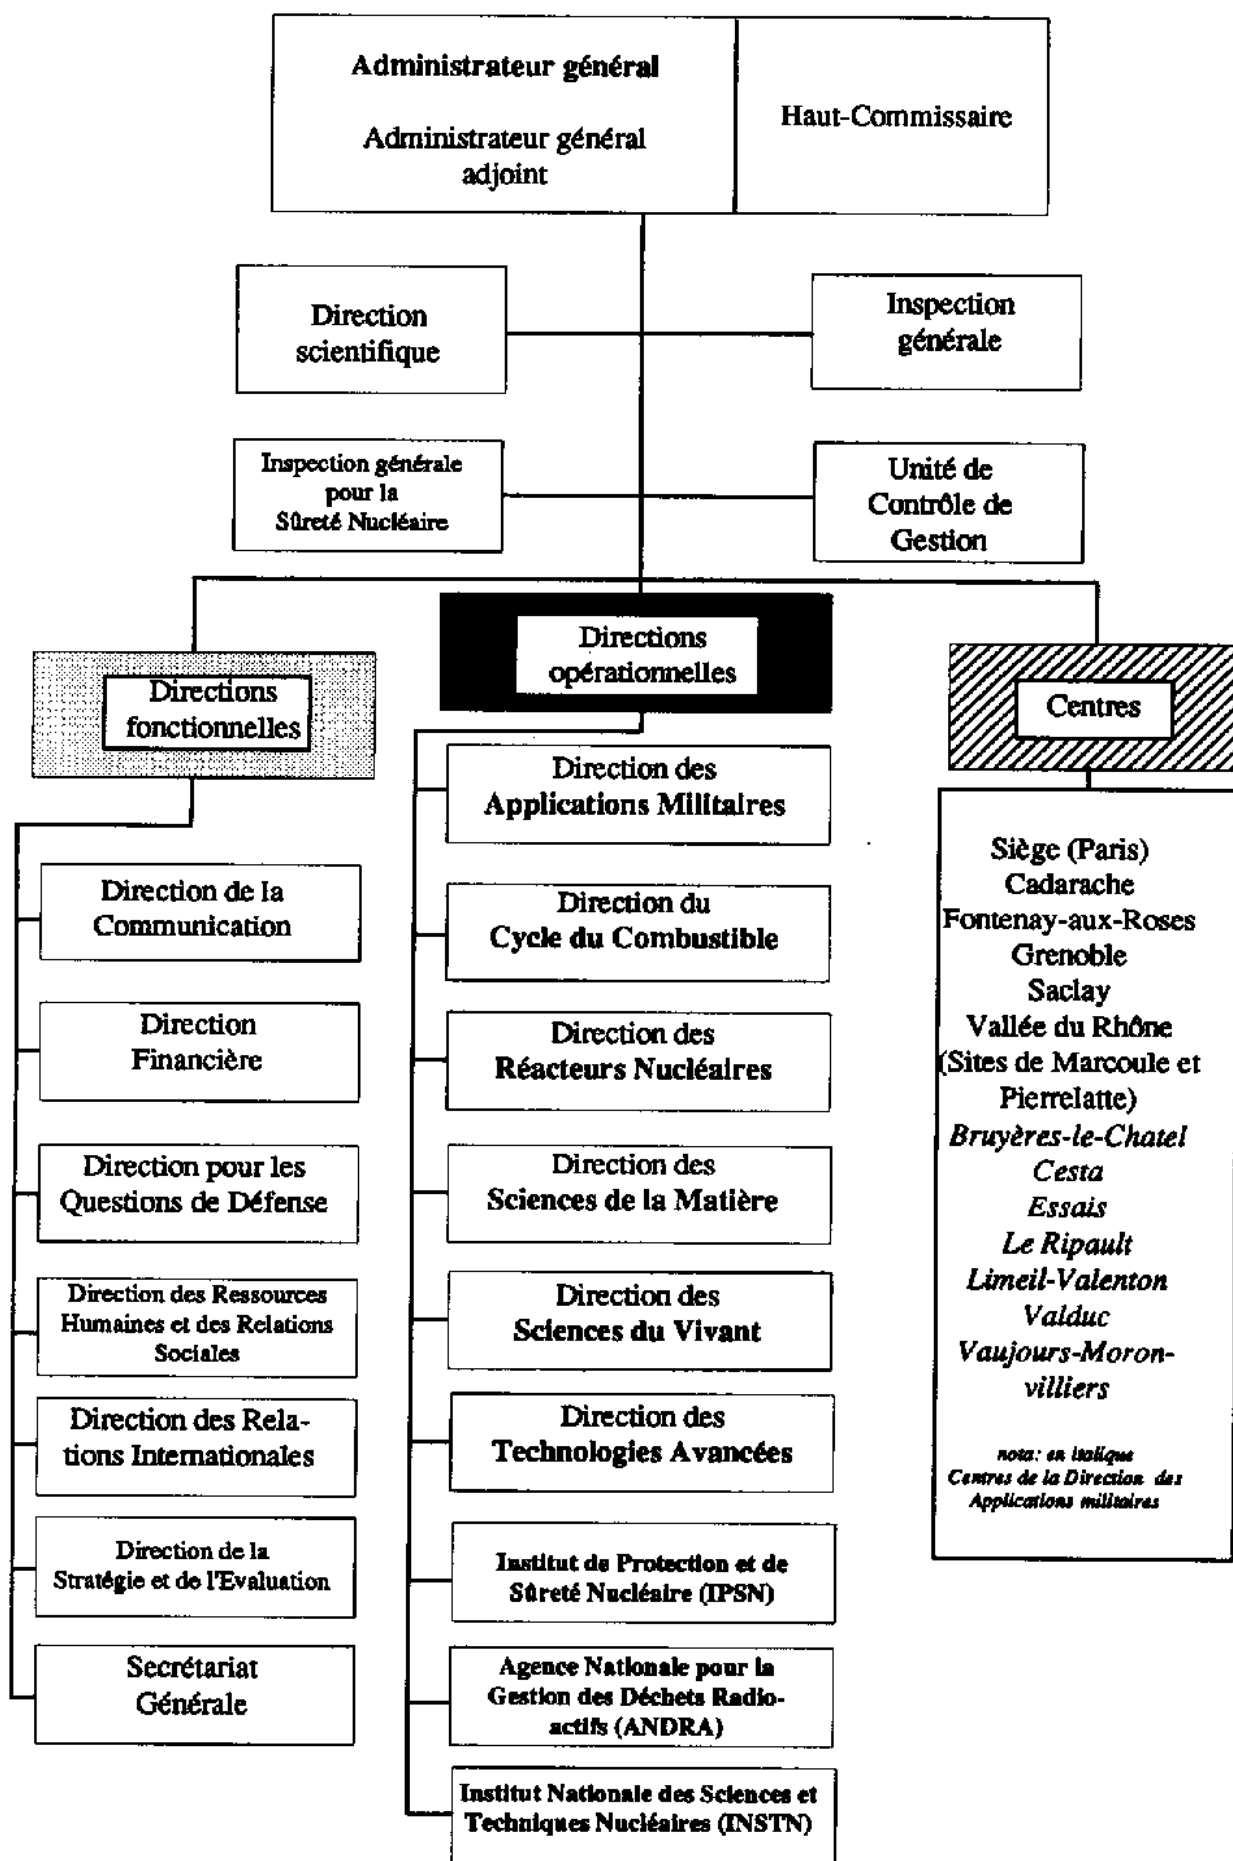 Administrateur général
Administrateur général
adjoint
Haut-Commissaire
Direction
scientifique
Inspection
générale
Inspection générale
pour la
Sûreté Nucléaire
Unité de
Contrôle de
Gestion
Directions
fonctionnelles
Directions
opérationnelles
Centres
Direction de la
Communication
Direction
Financière
Direction pour les
Questions de Défense
Direction des Ressources
Humaines et des Relations
Sociales
Direction des Rela-
tions Internationales
Direction de la
Stratégie et de l'Evaluation
Secrétariat
Générale
Direction des
Applications Militaires
Direction du
Cycle du Combustible
Direction des
Réacteurs Nucléaires
Direction des
Sciences de la Matière
Direction des
Sciences du Vivant
Direction des
Technologies Avancées
Institut de Protection et de
Sûreté Nucléaire (IPSN)
Agence Nationale pour la
Gestion des Déchets Radio-
actifs (ANDRA)
Institut Nationale des Sciences et
Techniques Nucléaires (INSTN)
Siège (Paris)
Cadarache
Fontenay-aux-Roses
Grenoble
Saclay
Vallée du Rhône
(Sites de Marcoule et
Pierrelatte)
Bruyères-le-Chatel
Cesta
Essais
Le Ripault
Limeil-Valenton
Valduc
Vaujours-Moron-
villiers
nota: en italique
Centres de la Direction des
Applications militaires